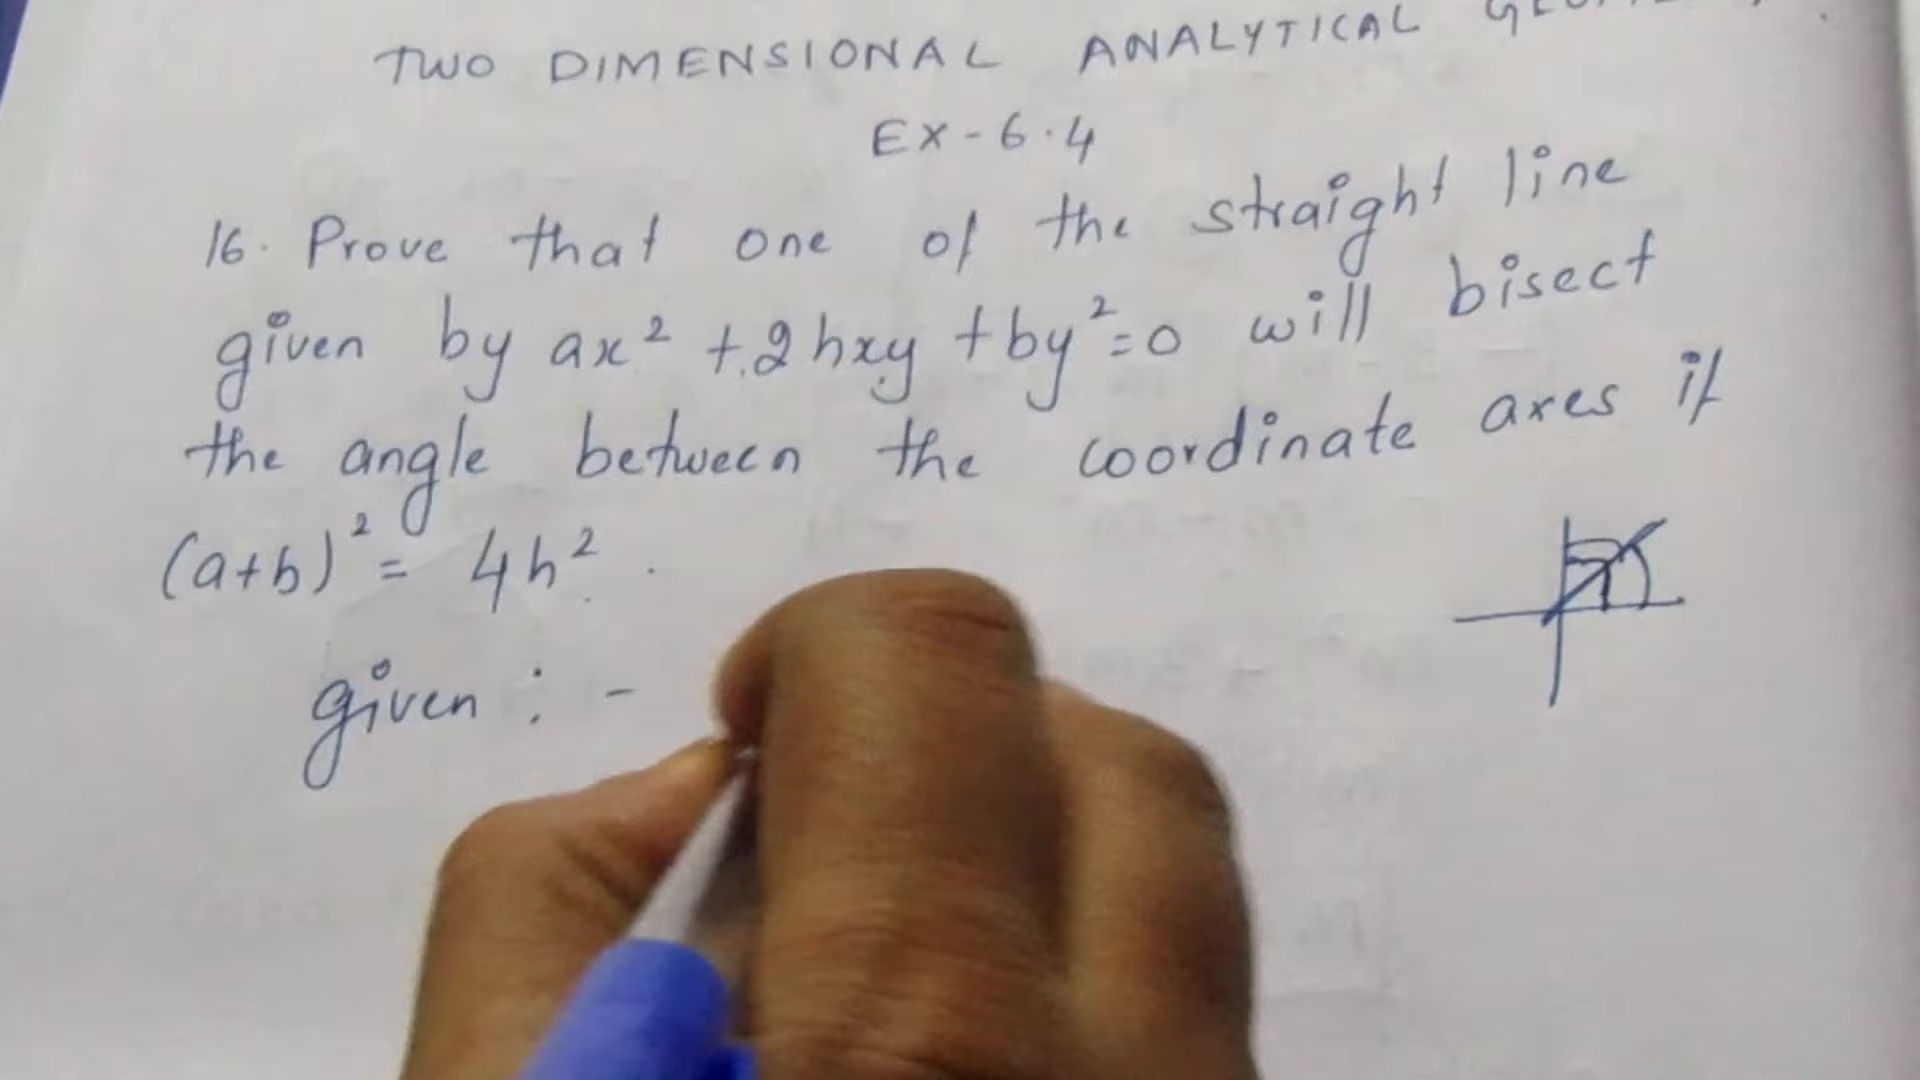 TWO DIMENSIONAL ANALYTICAL
EX-6.4
16. Prove that one of the straight line
given by ax² + 2hxy + by² = 0 will bisect
the angle between the coordinate axes if
(a+b)² = 4h².
given : -